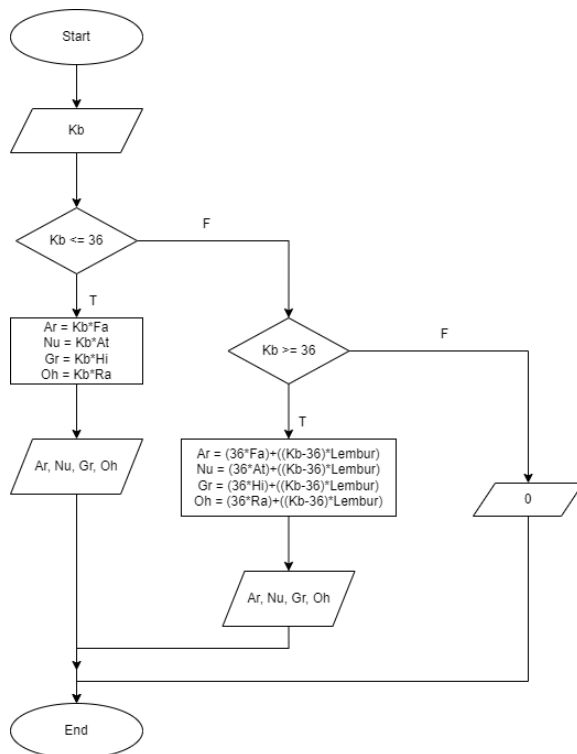 Start
Kb
Kb <= 36
F
T
Ar = Kb*Fa
Nu = Kb*At
Gr = Kb*Hi
Oh = Kb*Ra
Ar, Nu, Gr, Oh
Kb >= 36
F
T
Ar = (36*Fa)+((Kb-36)*Lembur)
Nu = (36*At)+((Kb-36)*Lembur)
Gr = (36*Hi)+((Kb-36)*Lembur)
Oh = (36*Ra)+((Kb-36)*Lembur)
Ar, Nu, Gr, Oh
0
End